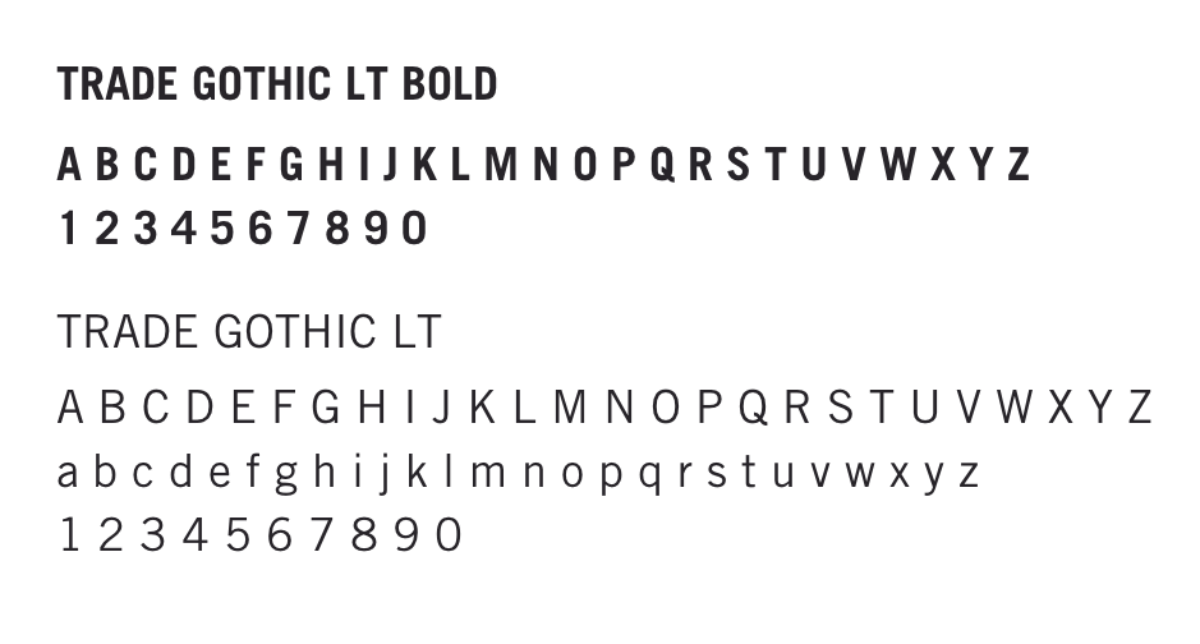 TRADE GOTHIC LT BOLD
A B C D E F G H I J K L M N O P Q R S T U V W X Y Z
1 2 3 4 5 6 7 8 9 0
TRADE GOTHIC LT
A B C D E F G H I J K L M N O P Q R S T U V W X Y Z
a b c d e f g h i j k l m n o p q r s t u v w x y z
1 2 3 4 5 6 7 8 9 0